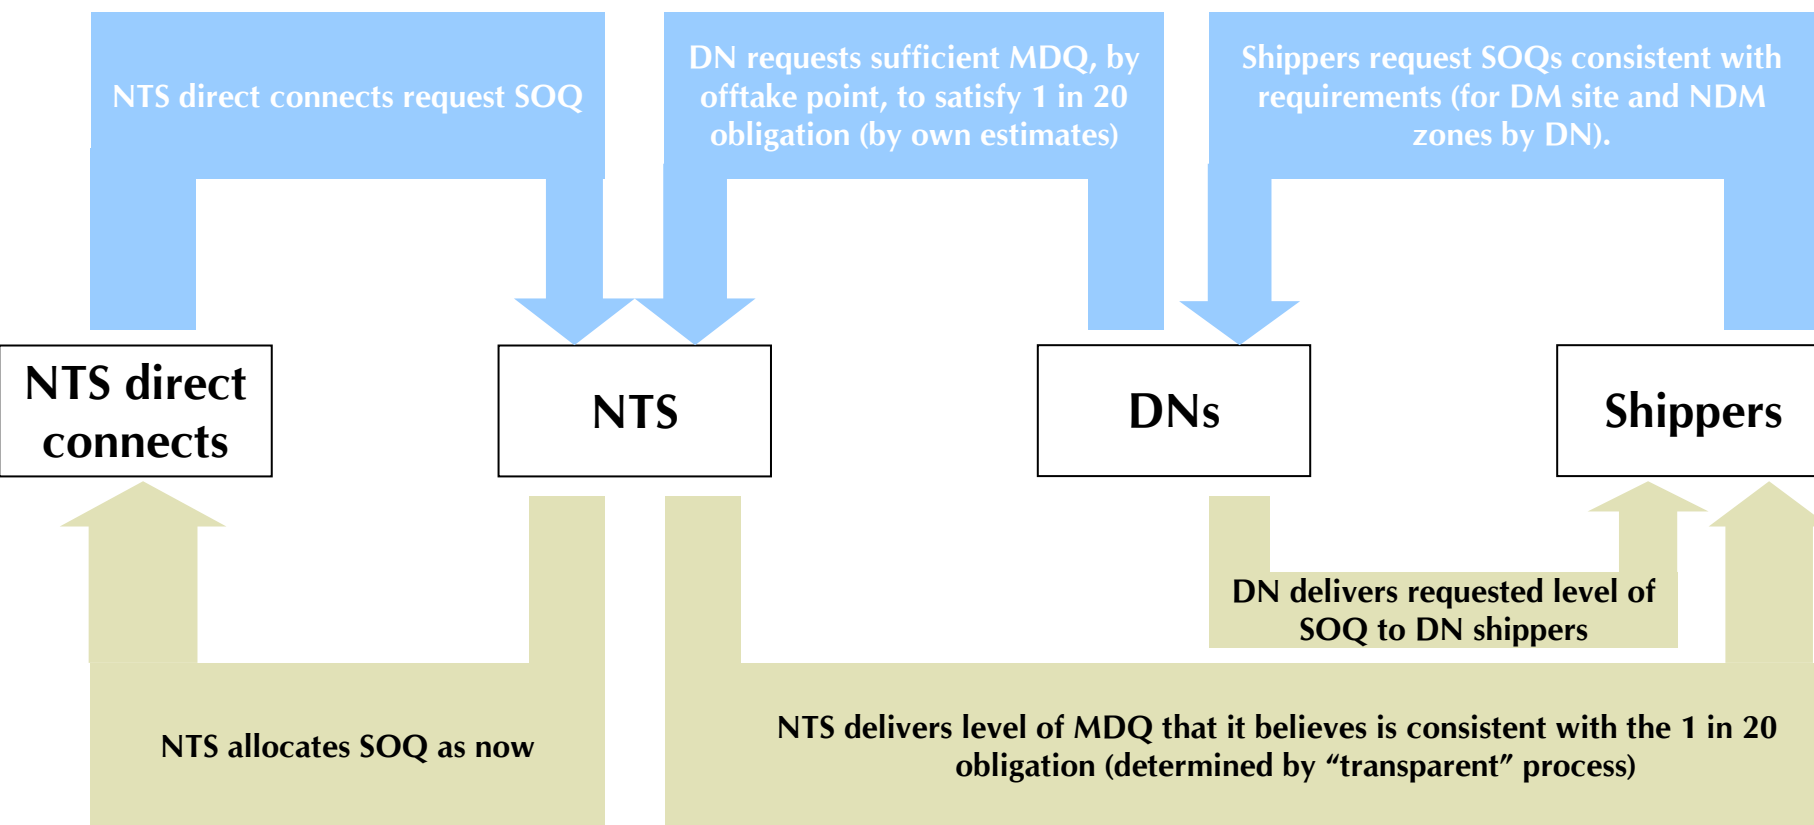 NTS direct connects request SOQ
DN requests sufficient MDQ, by
offtake point, to satisfy 1 in 20
obligation (by own estimates)
Shippers request SOQs consistent with
requirements (for DM site and NDM
zones by DN).
NTS direct
connects
NTS
DNs
Shippers
DN delivers requested level of
SOQ to DN shippers
NTS allocates SOQ as now
NTS delivers level of MDQ that it believes is consistent with the 1 in 20
obligation (determined by “transparent” process)